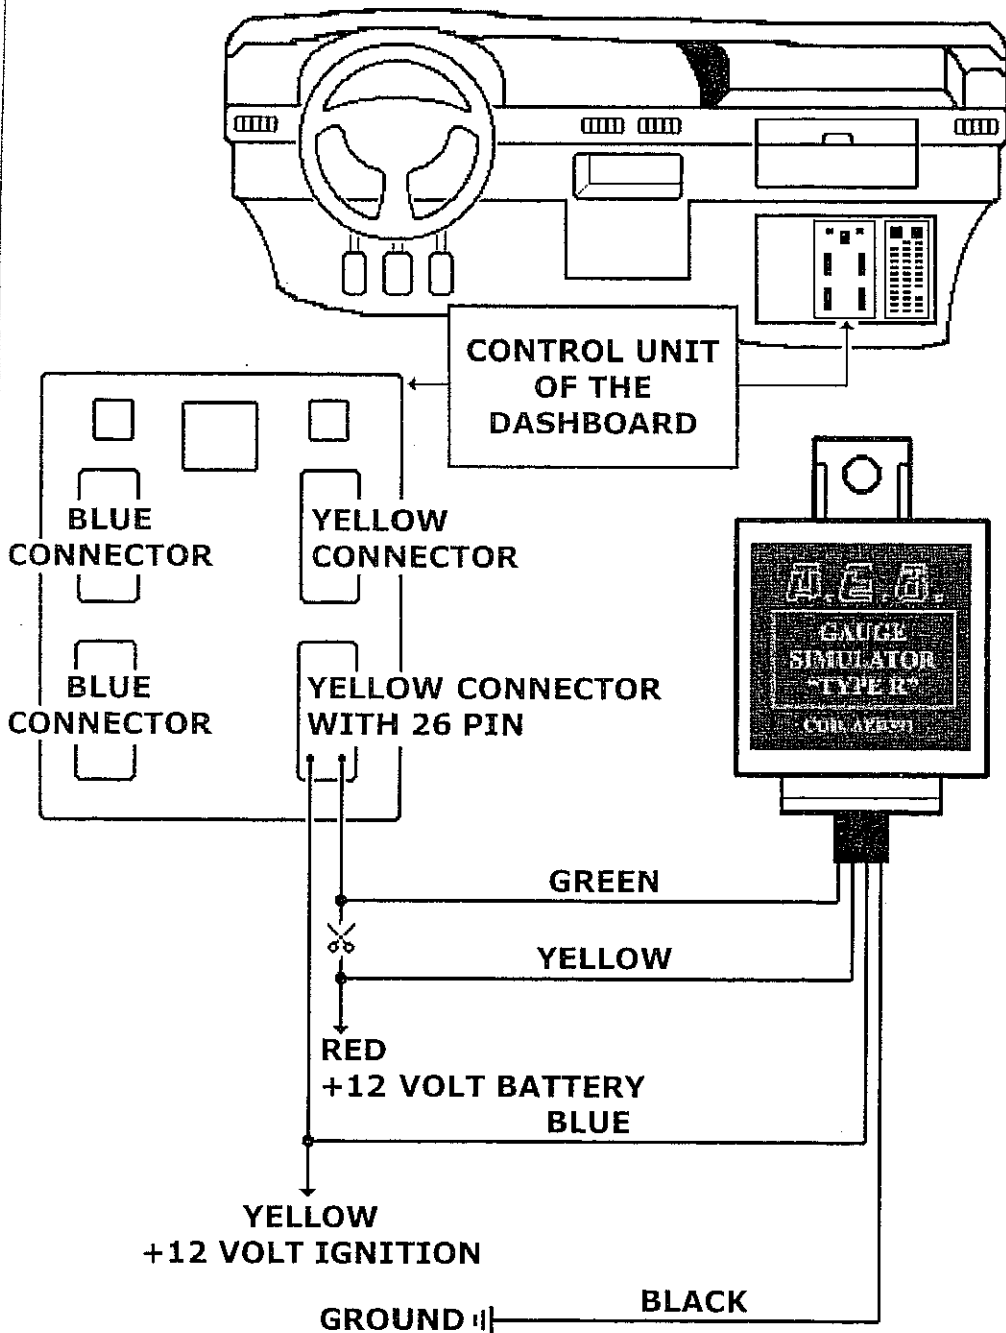 CONTROL UNIT
OF THE
DASHBOARD
BLUE
CONNECTOR
YELLOW
CONNECTOR
BLUE
CONNECTOR
YELLOW CONNECTOR
WITH 26 PIN
GAUGE
SIMULATOR
"TYPE R"
GREEN
YELLOW
RED
+12 VOLT BATTERY
BLUE
YELLOW
+12 VOLT IGNITION
BLACK
GROUND